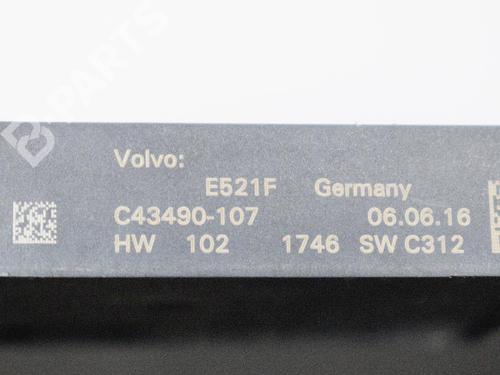 B-PARTS
Volvo:
E521F Germany
C43490-107 06.06.16
HW 102 1746 SW C312